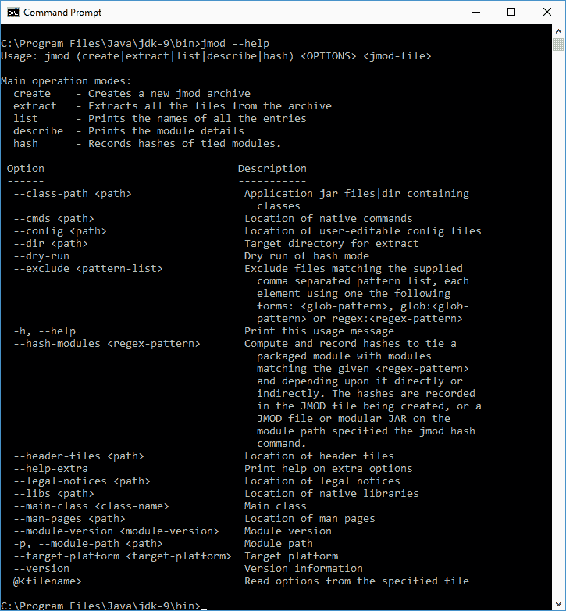 Command Prompt
C:\Program Files\Java\jdk-9\bin>jmod --help
Usage: jmod (create|extract|list|describe|hash) <OPTIONS> <jmod-file>
Main operation modes:
create - Creates a new jmod archive
extract - Extracts all the files from the archive
list - Prints the names of all the entries
describe - Prints the module details
hash - Records hashes of tied modules.
Option Description
------ -----------
--class-path <path> Application jar files|dir containing
classes
--cmds <path> Location of native commands
--config <path> Location of user-editable config files
--dir <path> Target directory for extract
--dry-run Dry run of hash mode
--exclude <pattern-list> Exclude files matching the supplied
comma separated pattern list, each
element using one the following
forms: <glob-pattern>, glob:<glob-
pattern> or regex:<regex-pattern>
-h, --help Print this usage message
--hash-modules <regex-pattern> Compute and record hashes to tie a
packaged module with modules
matching the given <regex-pattern>
and depending upon it directly or
indirectly. The hashes are recorded
in the JMOD file being created, or a
JMOD file or modular JAR on the
module path specified the jmod hash
command.
--header-files <path> Location of header files
--help-extra Print help on extra options
--legal-notices <path> Location of legal notices
--libs <path> Location of native libraries
--main-class <class-name> Main class
--man-pages <path> Location of man pages
--module-version <module-version> Module version
-p, --module-path <path> Module path
--target-platform <target-platform> Target platform
--version Version information
@<filename> Read options from the specified file
C:\Program Files\Java\jdk-9\bin>_